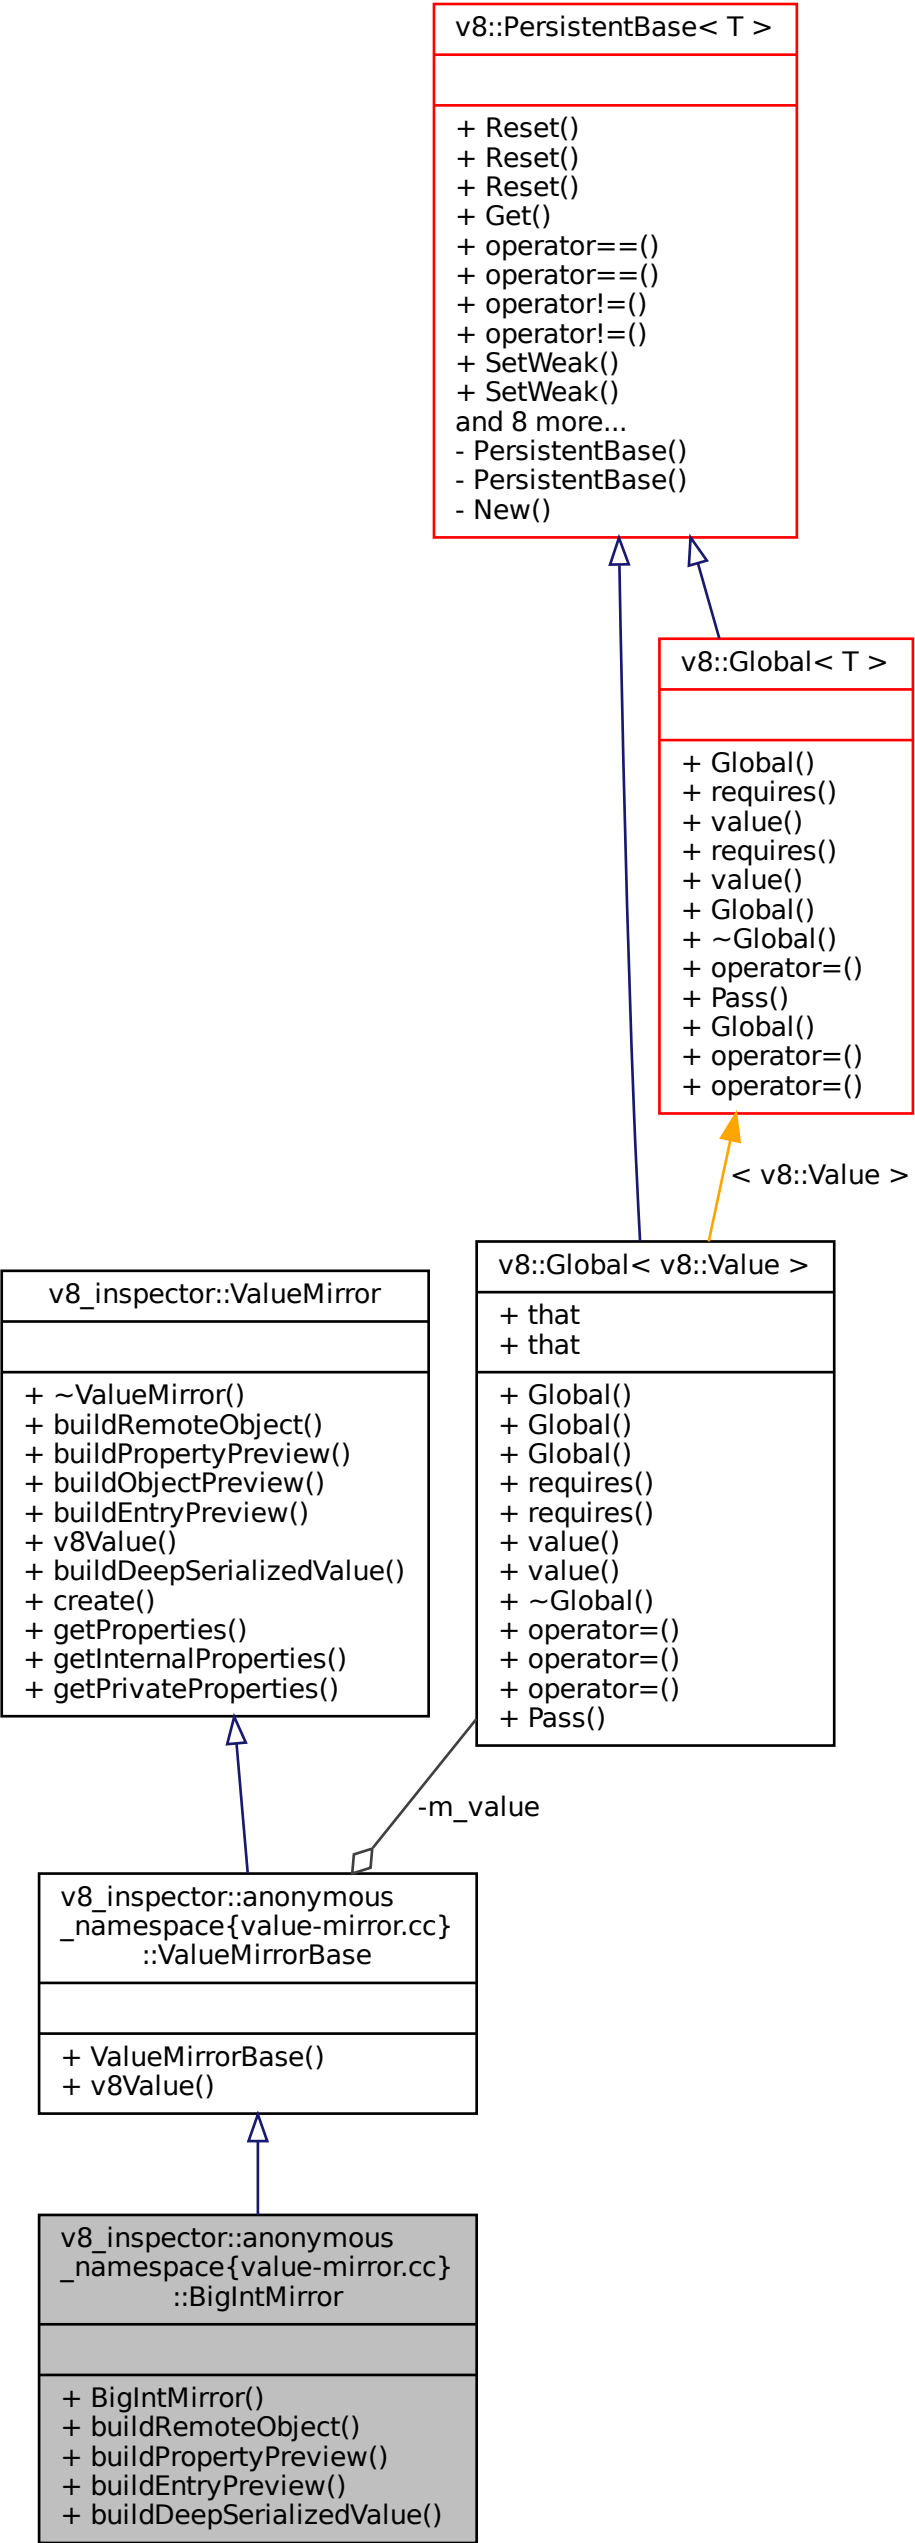 v8::PersistentBase< T >
+ Reset()
+ Reset()
+ Reset()
+ Get()
+ operator==()
+ operator==()
+ operator!=()
+ operator!=()
+ SetWeak()
+ SetWeak()
and 8 more...
- PersistentBase()
- PersistentBase()
- New()
v8::Global< T >
+ Global()
+ requires()
+ value()
+ requires()
+ value()
+ Global()
+ ~Global()
+ operator=()
+ Pass()
+ Global()
+ operator=()
+ operator=()
< v8::Value >
v8::Global< v8::Value >
+ that
+ that
+ Global()
+ Global()
+ Global()
+ requires()
+ requires()
+ value()
+ value()
+ ~Global()
+ operator=()
+ operator=()
+ operator=()
+ Pass()
v8_inspector::ValueMirror
+ ~ValueMirror()
+ buildRemoteObject()
+ buildPropertyPreview()
+ buildObjectPreview()
+ buildEntryPreview()
+ v8Value()
+ buildDeepSerializedValue()
+ create()
+ getProperties()
+ getInternalProperties()
+ getPrivateProperties()
-m_value
v8_inspector::anonymous
_namespace{value-mirror.cc}
::ValueMirrorBase
+ ValueMirrorBase()
+ v8Value()
v8_inspector::anonymous
_namespace{value-mirror.cc}
::BigIntMirror
+ BigIntMirror()
+ buildRemoteObject()
+ buildPropertyPreview()
+ buildEntryPreview()
+ buildDeepSerializedValue()